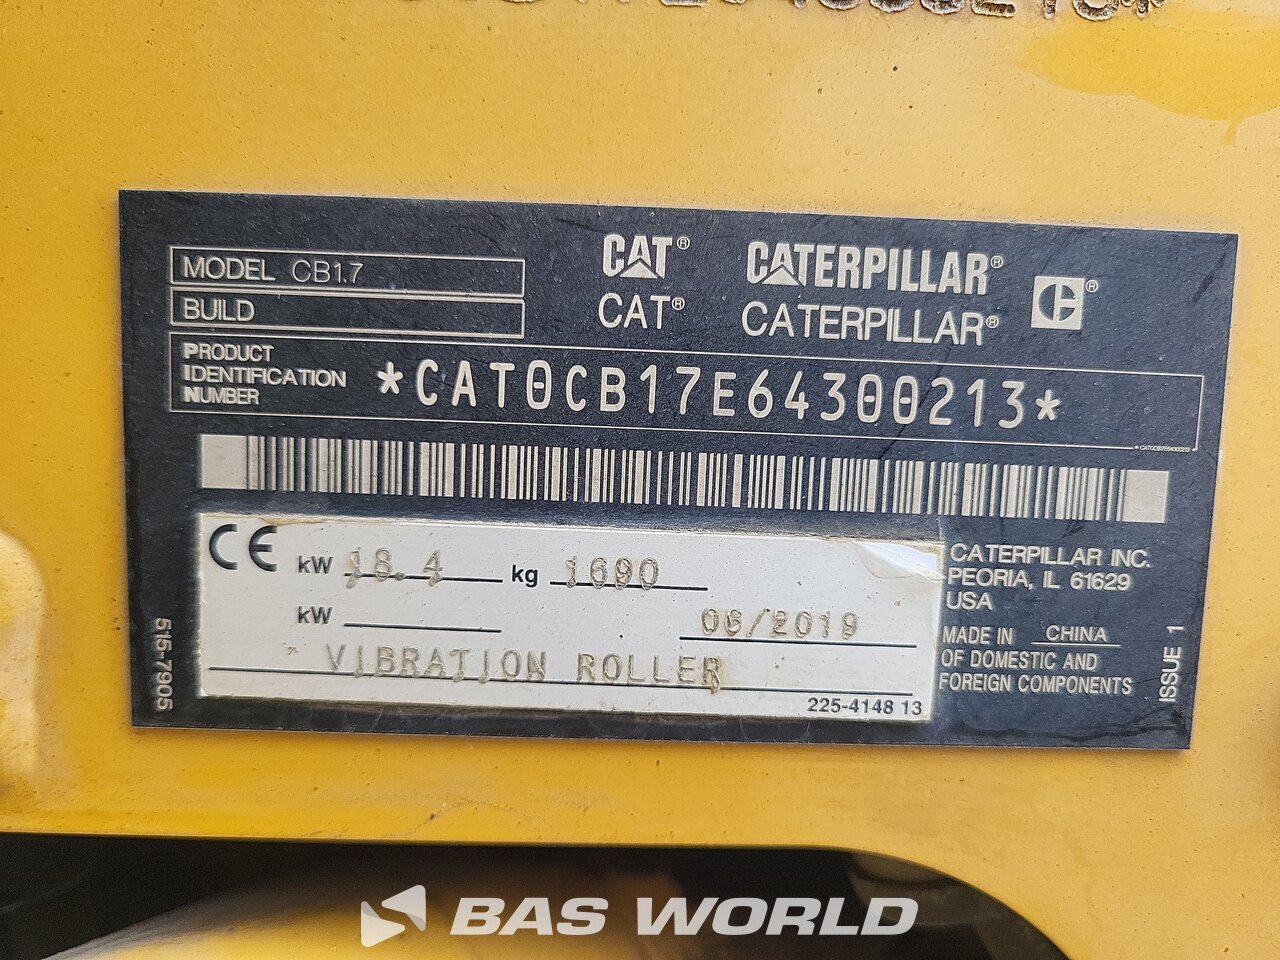 MODEL CB1.7
BUILD
CAT® CATERPILLAR®
CAT® CATERPILLAR®
PRODUCT
IDENTIFICATION
NUMBER
*CAT0CB17E64300213*
CE kW 18.4 kg 1690
kW 06/2019
VIBRATION ROLLER
225-4148 13
CATERPILLAR INC.
PEORIA, IL 61629
USA
MADE IN CHINA
OF DOMESTIC AND
FOREIGN COMPONENTS
ISSUE 1
515-7905
BAS WORLD